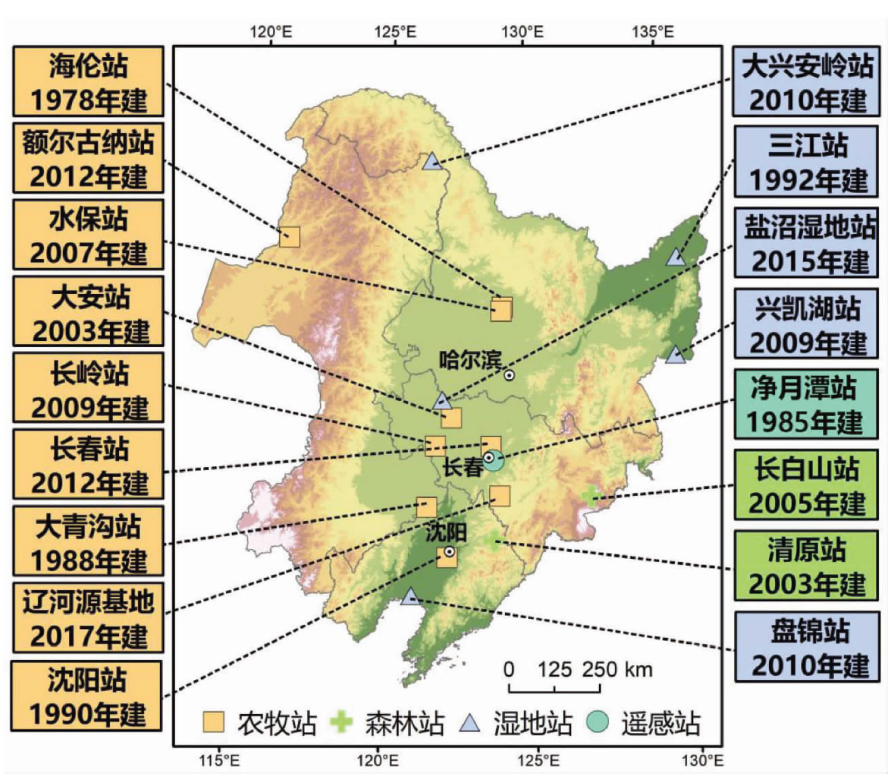 120°E
125°E
130°E
135°E
海伦站
1978年建
额尔古纳站
2012年建
水保站
2007年建
大安站
2003年建
长岭站
2009年建
长春站
2012年建
大青沟站
1988年建
辽河源基地
2017年建
沈阳站
1990年建
哈尔滨
长春
沈阳
大兴安岭站
2010年建
三江站
1992年建
盐沼湿地站
2015年建
兴凯湖站
2009年建
净月潭站
1985年建
长白山站
2005年建
清原站
2003年建
盘锦站
2010年建
0 125 250 km
农牧站 森林站 湿地站 遥感站
115°E
120°E
125°E
130°E